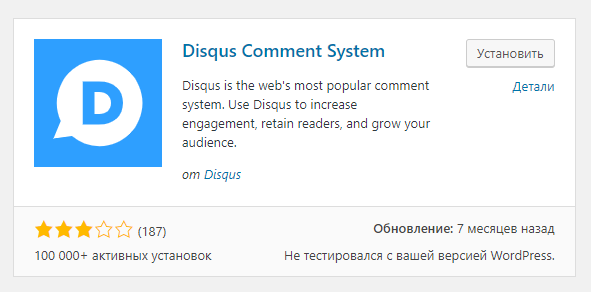 Disqus Comment System
Установить
Детали
Disqus is the web's most popular comment
system. Use Disqus to increase
engagement, retain readers, and grow your
audience.
от Disqus
D
(187)
Обновление: 7 месяцев назад
100 000+ активных установок
Не тестировался с вашей версией WordPress.